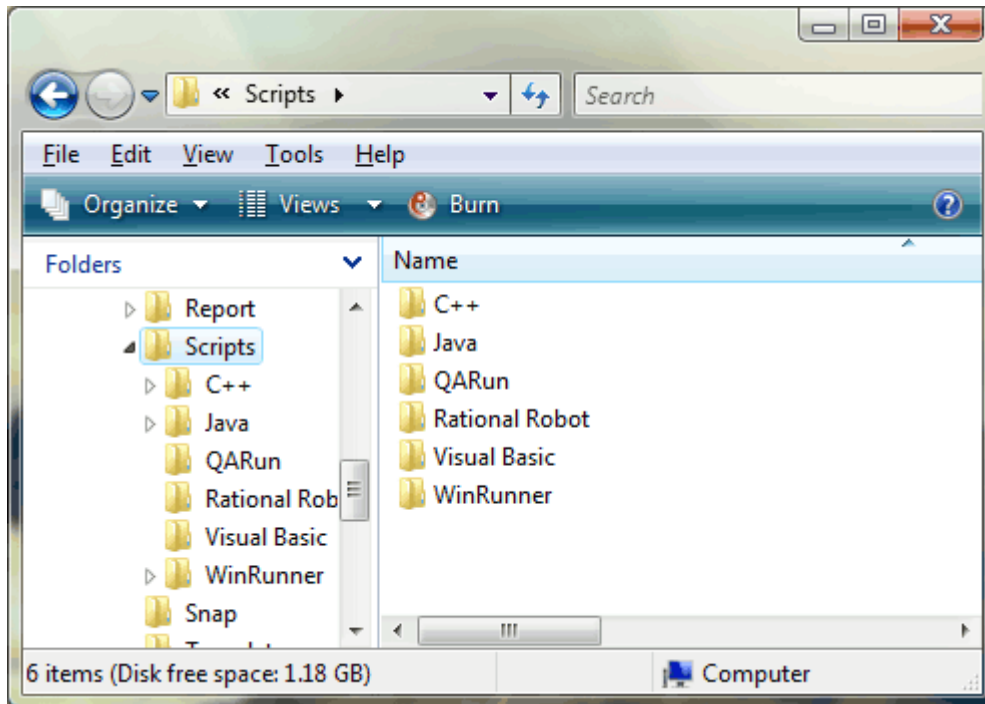 « Scripts
Search
File Edit View Tools Help
Organize Views Burn
Folders
Name
Report
Scripts
C++
Java
QARun
Rational Rob
Visual Basic
WinRunner
Snap
C++
Java
QARun
Rational Robot
Visual Basic
WinRunner
6 items (Disk free space: 1.18 GB)
Computer